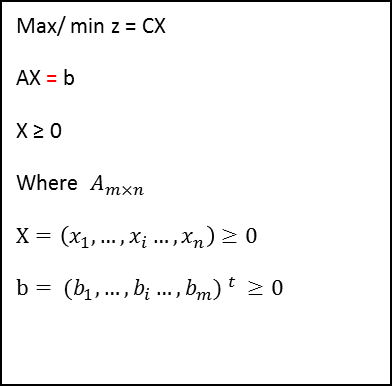 Max/ min z = CX
AX = b
X ≥ 0
Where A_{m×n}
X = (x_1, … , x_i … , x_n) ≥ 0
b = (b_1, … , b_i … , b_m)^t ≥ 0